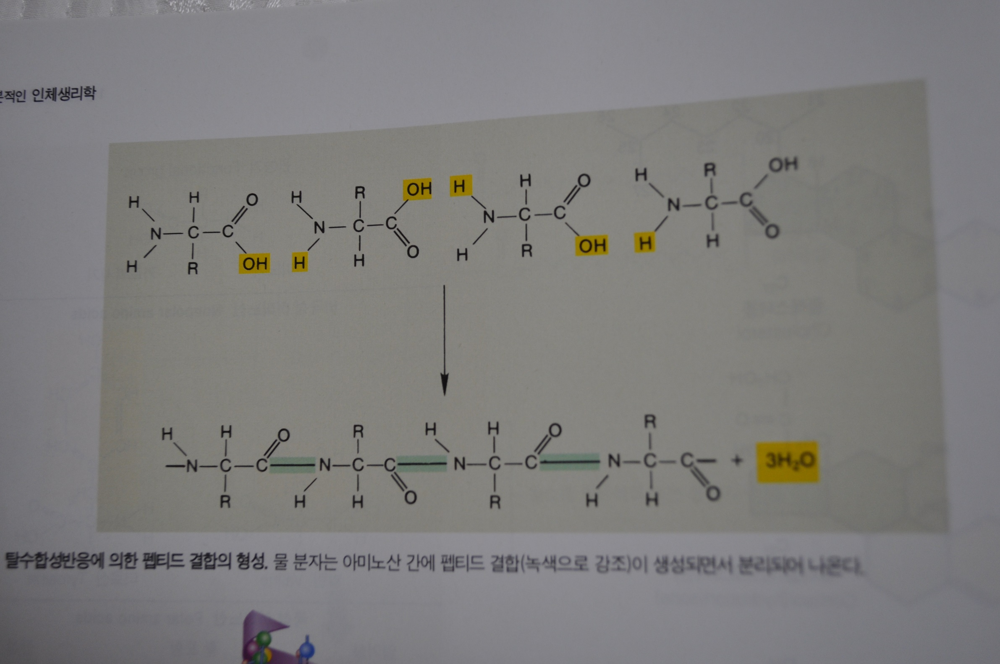 인체생리학
H H O H R OH H H O H R OH
N C C N C C N C C N C C
H R OH H H O H R OH H H O
H H O R H H O R
N C C N C C N C C N C C + 3H₂O
R H H O R H H O
탈수합성반응에 의한 펩티드 결합의 형성. 물 분자는 아미노산 간에 펩티드 결합(녹색으로 강조)이 생성되면서 분리되어 나온다.